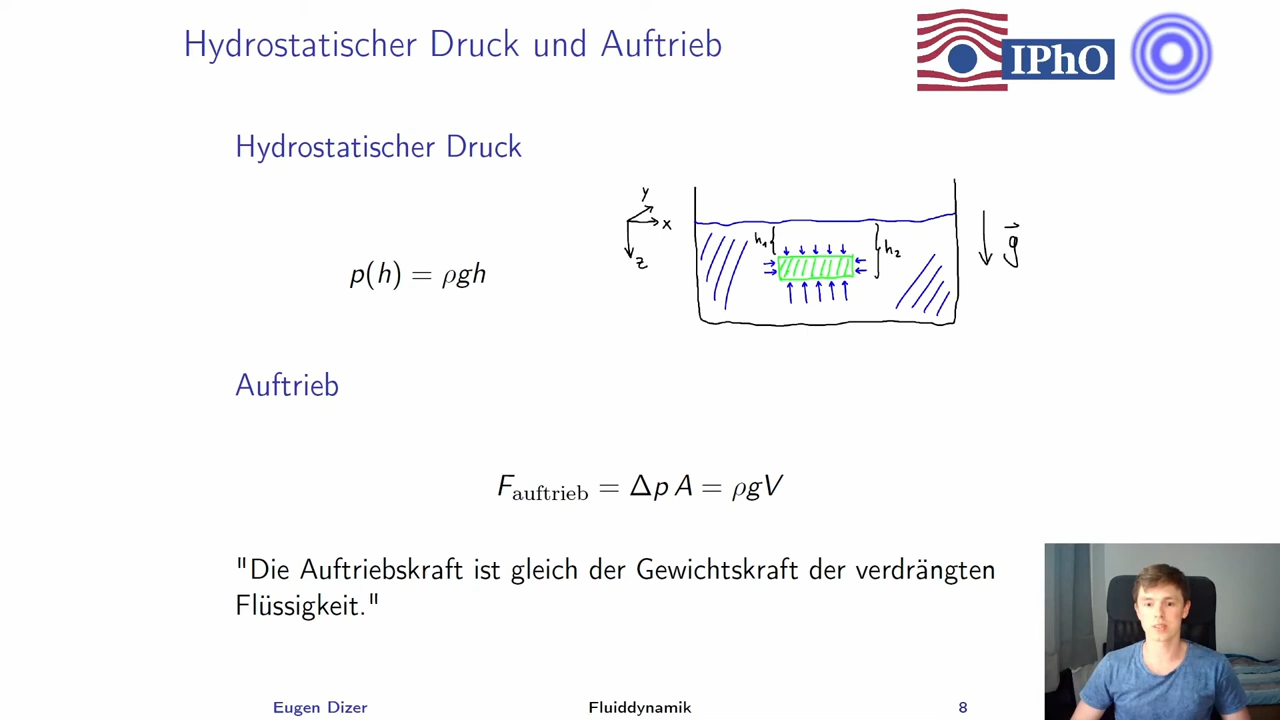 Hydrostatischer Druck und Auftrieb
IPhO
Hydrostatischer Druck
y
x
z
h₁
h₂
g⃗
p(h) = ρgh
Auftrieb
F_auftrieb = Δp A = ρgV
"Die Auftriebskraft ist gleich der Gewichtskraft der verdrängten
Flüssigkeit."
Eugen Dizer
Fluiddynamik
8